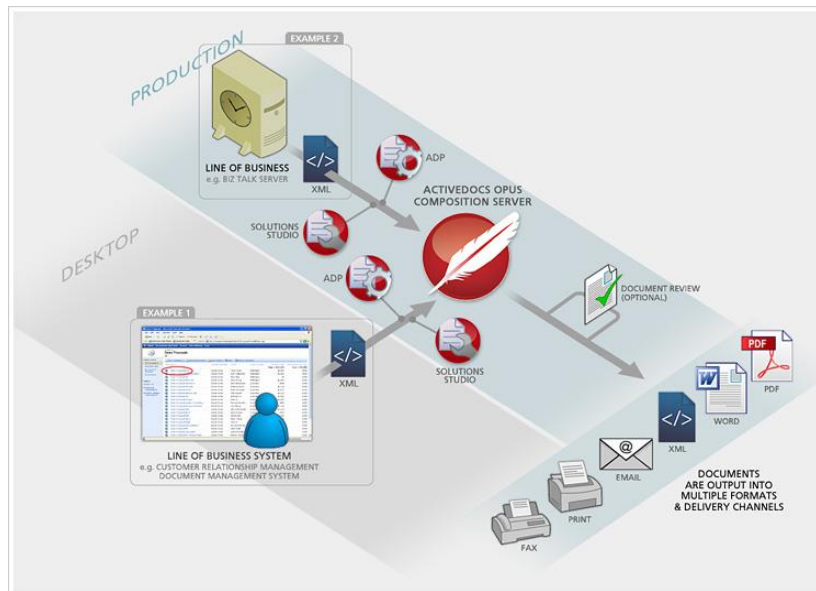 EXAMPLE 2
PRODUCTION
LINE OF BUSINESS
e.g. BIZ TALK SERVER
</>
XML
ADP
SOLUTIONS
STUDIO
ACTIVEDOCS OPUS
COMPOSITION SERVER
DESKTOP
ADP
SOLUTIONS
STUDIO
DOCUMENT REVIEW
(OPTIONAL)
EXAMPLE 1
</>
XML
LINE OF BUSINESS SYSTEM
e.g. CUSTOMER RELATIONSHIP MANAGEMENT
DOCUMENT MANAGEMENT SYSTEM
PDF
PDF
W
WORD
</>
XML
@
EMAIL
PRINT
FAX
DOCUMENTS
ARE OUTPUT INTO
MULTIPLE FORMATS
& DELIVERY CHANNELS